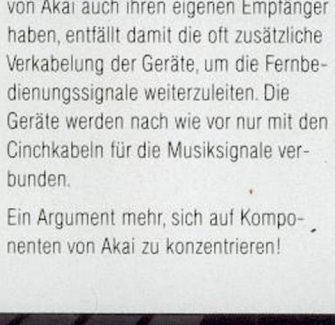 von Akai auch ihren eigenen Empfänger
haben, entfällt damit die oft zusätzliche
Verkabelung der Geräte, um die Fernbe-
dienungssignale weiterzuleiten. Die
Geräte werden nach wie vor nur mit den
Cinchkabeln für die Musiksignale ver-
bunden.
Ein Argument mehr, sich auf Kompo-
nenten von Akai zu konzentrieren!